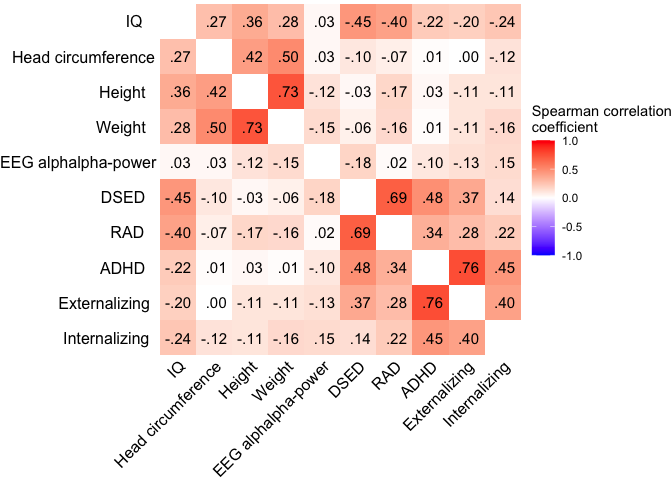 IQ .27 .36 .28 .03 -.45 -.40 -.22 -.20 -.24
Head circumference .27 .42 .50 .03 -.10 -.07 .01 .00 -.12
Height .36 .42 .73 -.12 -.03 -.17 .03 -.11 -.11
Weight .28 .50 .73 -.15 -.06 -.16 .01 -.11 -.16
EEG alphalpha-power .03 .03 -.12 -.15 -.18 .02 -.10 -.13 .15
DSED -.45 -.10 -.03 -.06 -.18 .69 .48 .37 .14
RAD -.40 -.07 -.17 -.16 .02 .69 .34 .28 .22
ADHD -.22 .01 .03 .01 -.10 .48 .34 .76 .45
Externalizing -.20 .00 -.11 -.11 -.13 .37 .28 .76 .40
Internalizing -.24 -.12 -.11 -.16 .15 .14 .22 .45 .40
IQ
Head circumference
Height
Weight
EEG alphalpha-power
DSED
RAD
ADHD
Externalizing
Internalizing
Spearman correlation
coefficient
1.0
0.5
0.0
-0.5
-1.0